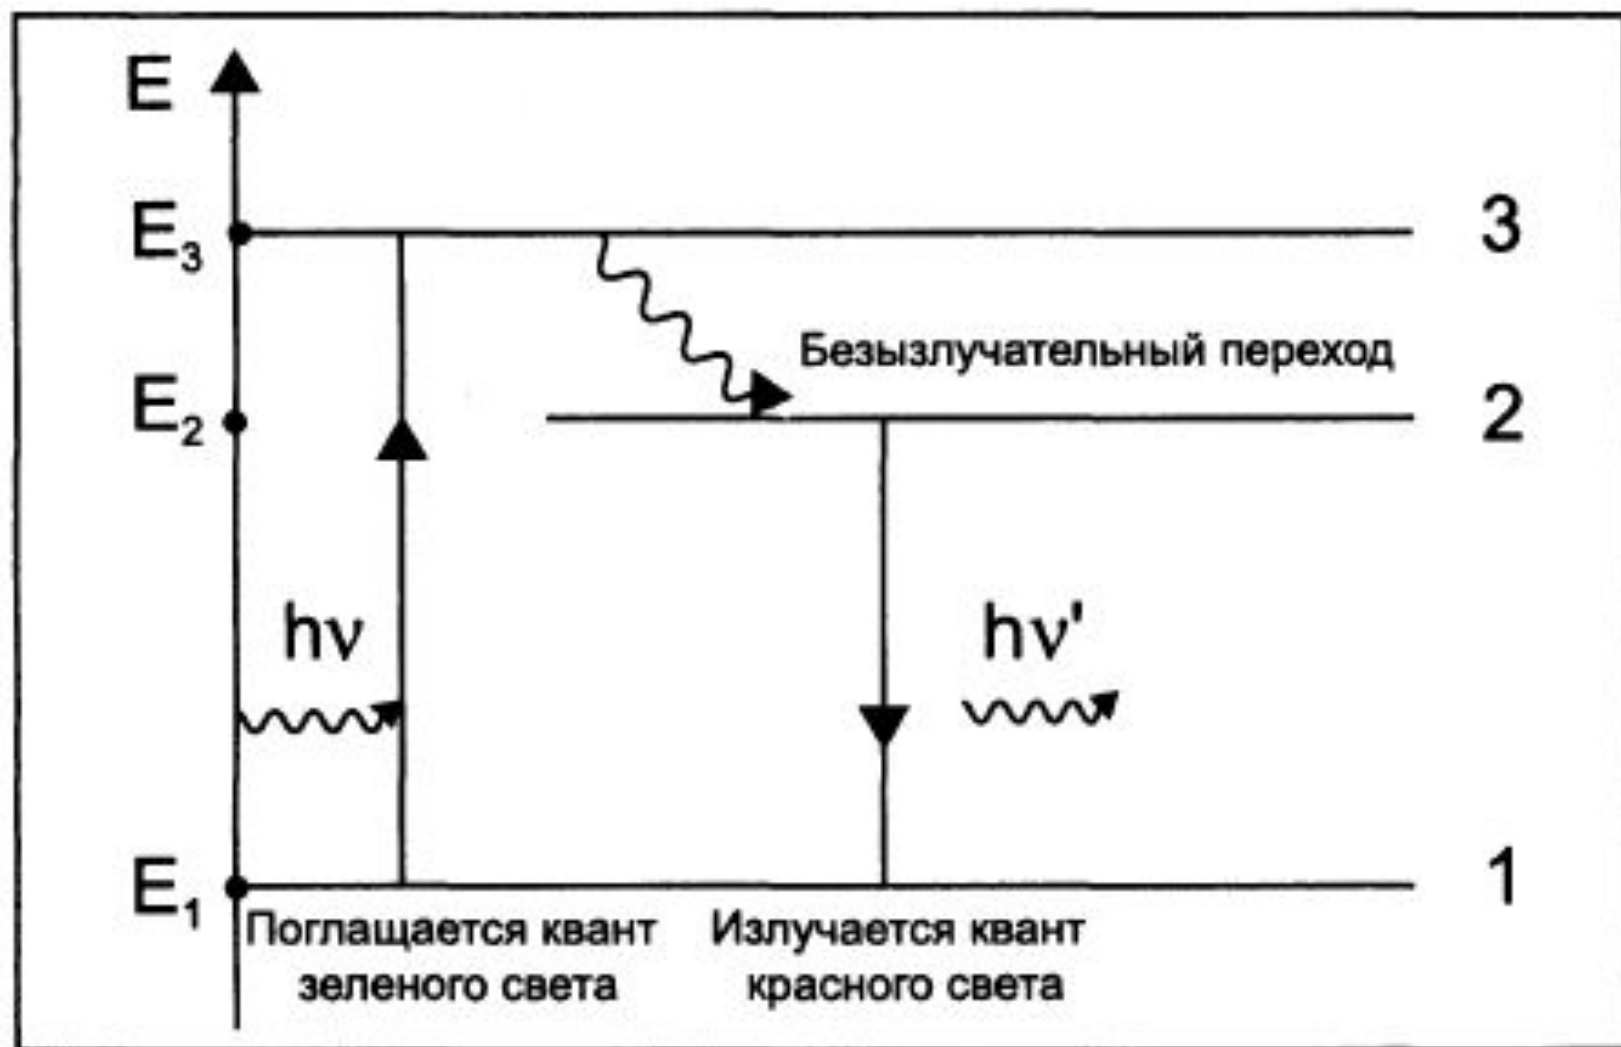 E
E₃
3
Безызлучательный переход
E₂
2
hν
hν'
E₁
1
Поглащается квант
зеленого света
Излучается квант
красного света